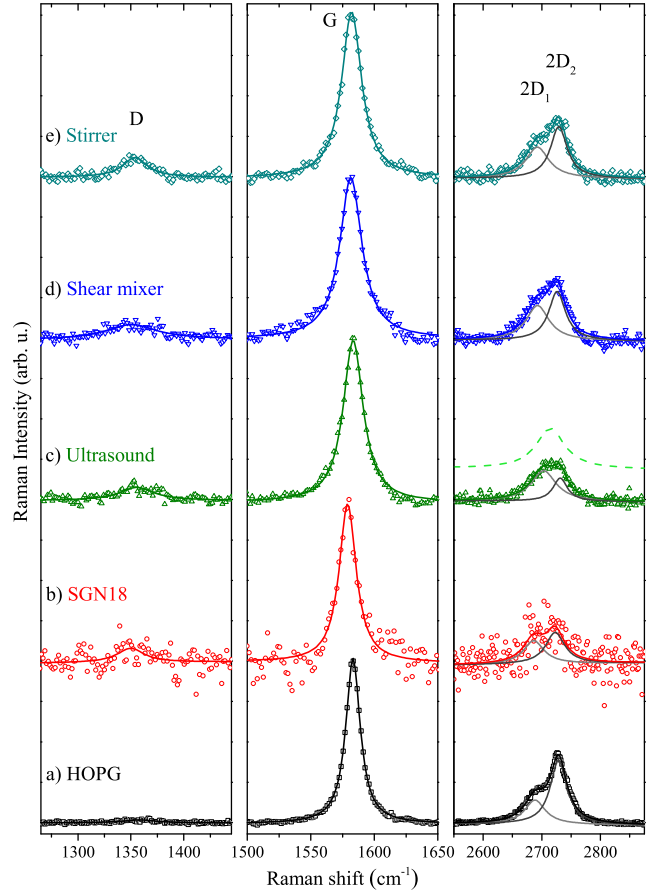 G
2D₂
2D₁
D
e) Stirrer
d) Shear mixer
c) Ultrasound
b) SGN18
a) HOPG
Raman Intensity (arb. u.)
1300 1350 1400 1500 1550 1600 1650 2600 2700 2800
Raman shift (cm⁻¹)